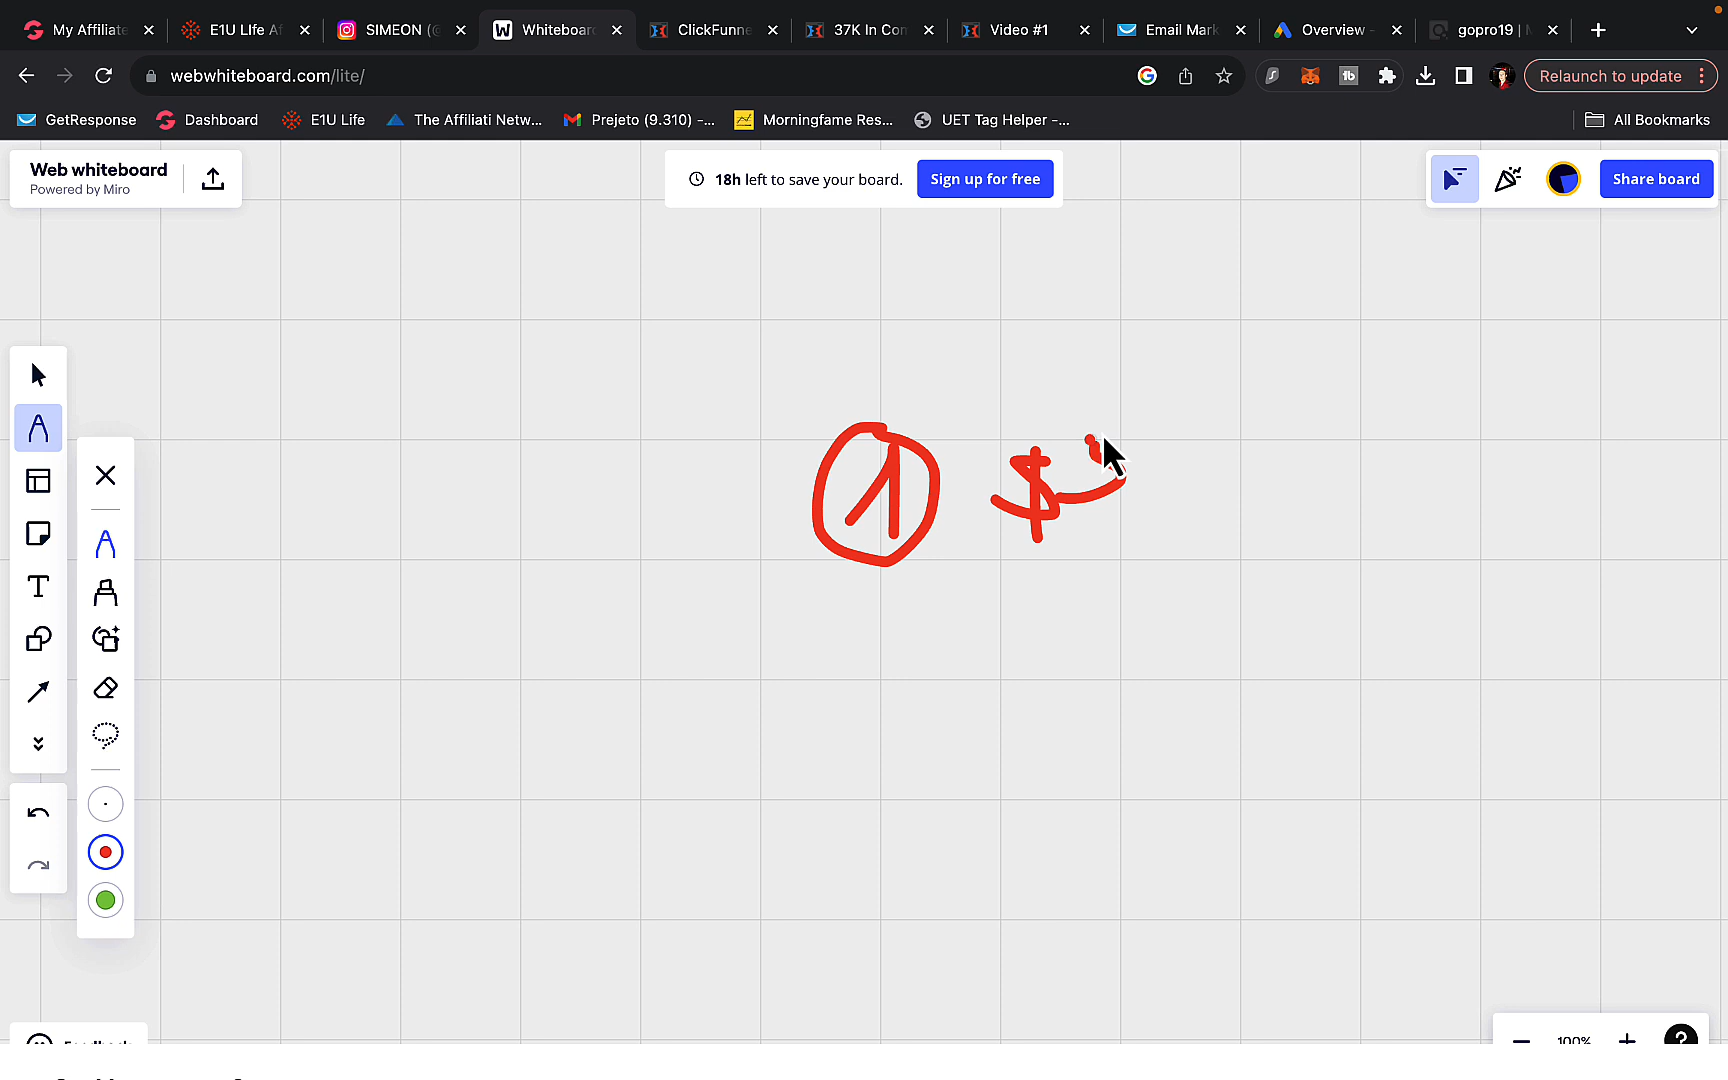 My Affiliate
E1U LIfe Af
SIMEON (@
Whiteboard
ClickFunne
37K In Com
Video #1
Email Mark
Overview -
gopro19 |
webwhiteboard.com/lite/
Relaunch to update
GetResponse
Dashboard
E1U Life
The Affiliati Netw...
Prejeto (9.310) -...
Morningfame Res...
UET Tag Helper -...
All Bookmarks
Web whiteboard
Powered by Miro
18h left to save your board.
Sign up for free
Share board
1 $
T
Feedback
100%
?